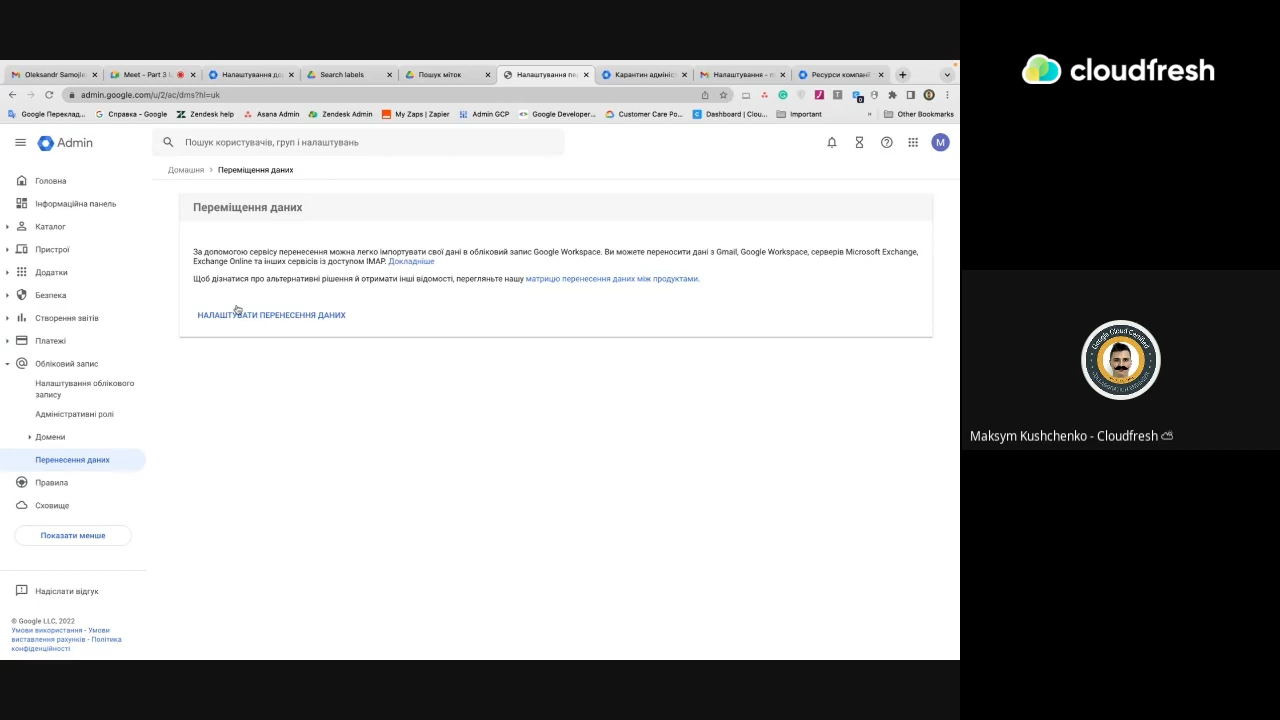 Oleksandr Samojle
Meet - Part 3 l
Налаштування до
Search labels
Пошук міток
Налаштування пе
Карантин адмініс
Налаштування - m
Ресурси компані
admin.google.com/u/2/ac/dms?hl=uk
Google Переклад...
Справка - Google
Zendesk help
Asana Admin
Zendesk Admin
My Zaps | Zapier
Admin GCP
Google Developer...
Customer Care Po...
Dashboard | Clou...
Important
Other Bookmarks
Admin
Пошук користувачів, груп і налаштувань
M
Домашня > Переміщення даних
Головна
Інформаційна панель
Каталог
Пристрої
Додатки
Безпека
Створення звітів
Платежі
Обліковий запис
Налаштування облікового
запису
Адміністративні ролі
Домени
Перенесення даних
Правила
Сховище
Показати менше
Надіслати відгук
© Google LLC, 2022
Умови використання - Умови
виставлення рахунків - Політика
конфіденційності
Переміщення даних
За допомогою сервісу перенесення можна легко імпортувати свої дані в обліковий запис Google Workspace. Ви можете переносити дані з Gmail, Google Workspace, серверів Microsoft Exchange,
Exchange Online та інших сервісів із доступом IMAP. Докладніше
Щоб дізнатися про альтернативні рішення й отримати інші відомості, перегляньте нашу матрицю перенесення даних між продуктами.
НАЛАШТУВАТИ ПЕРЕНЕСЕННЯ ДАНИХ
cloudfresh
Google Cloud Certified
Maksym Kushchenko - Cloudfresh